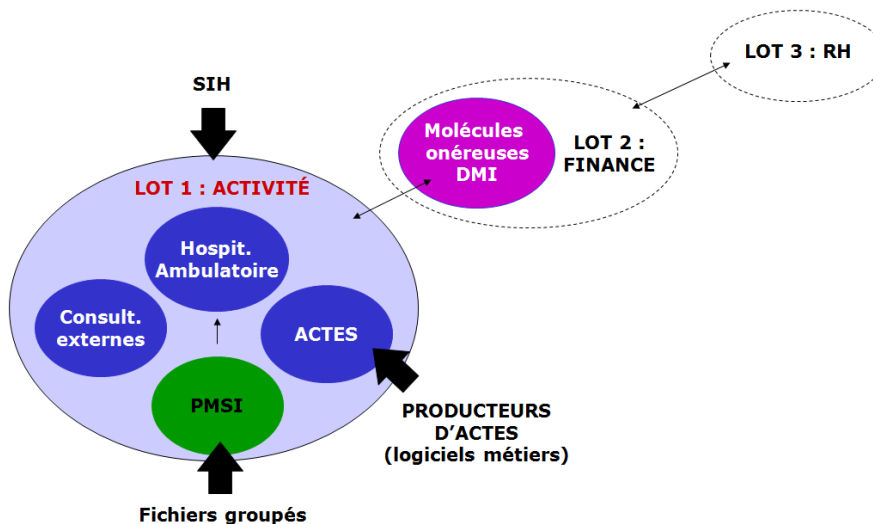 LOT 3 : RH
SIH
Molécules
onéreuses
DMI
LOT 2 :
FINANCE
LOT 1 : ACTIVITÉ
Hospit.
Ambulatoire
Consult.
externes
ACTES
PMSI
PRODUCTEURS
D’ACTES
(logiciels métiers)
Fichiers groupés